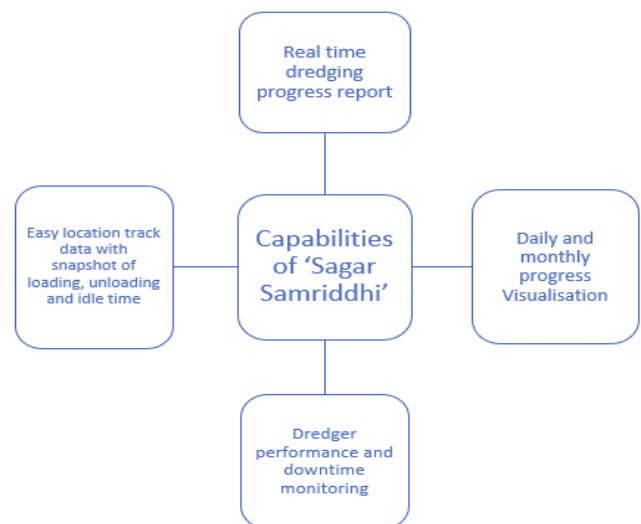 Real time
dredging
progress report
Easy location track
data with
snapshot of
loading, unloading
and idle time
Capabilities
of ‘Sagar
Samriddhi’
Daily and
monthly
progress
Visualisation
Dredger
performance and
downtime
monitoring